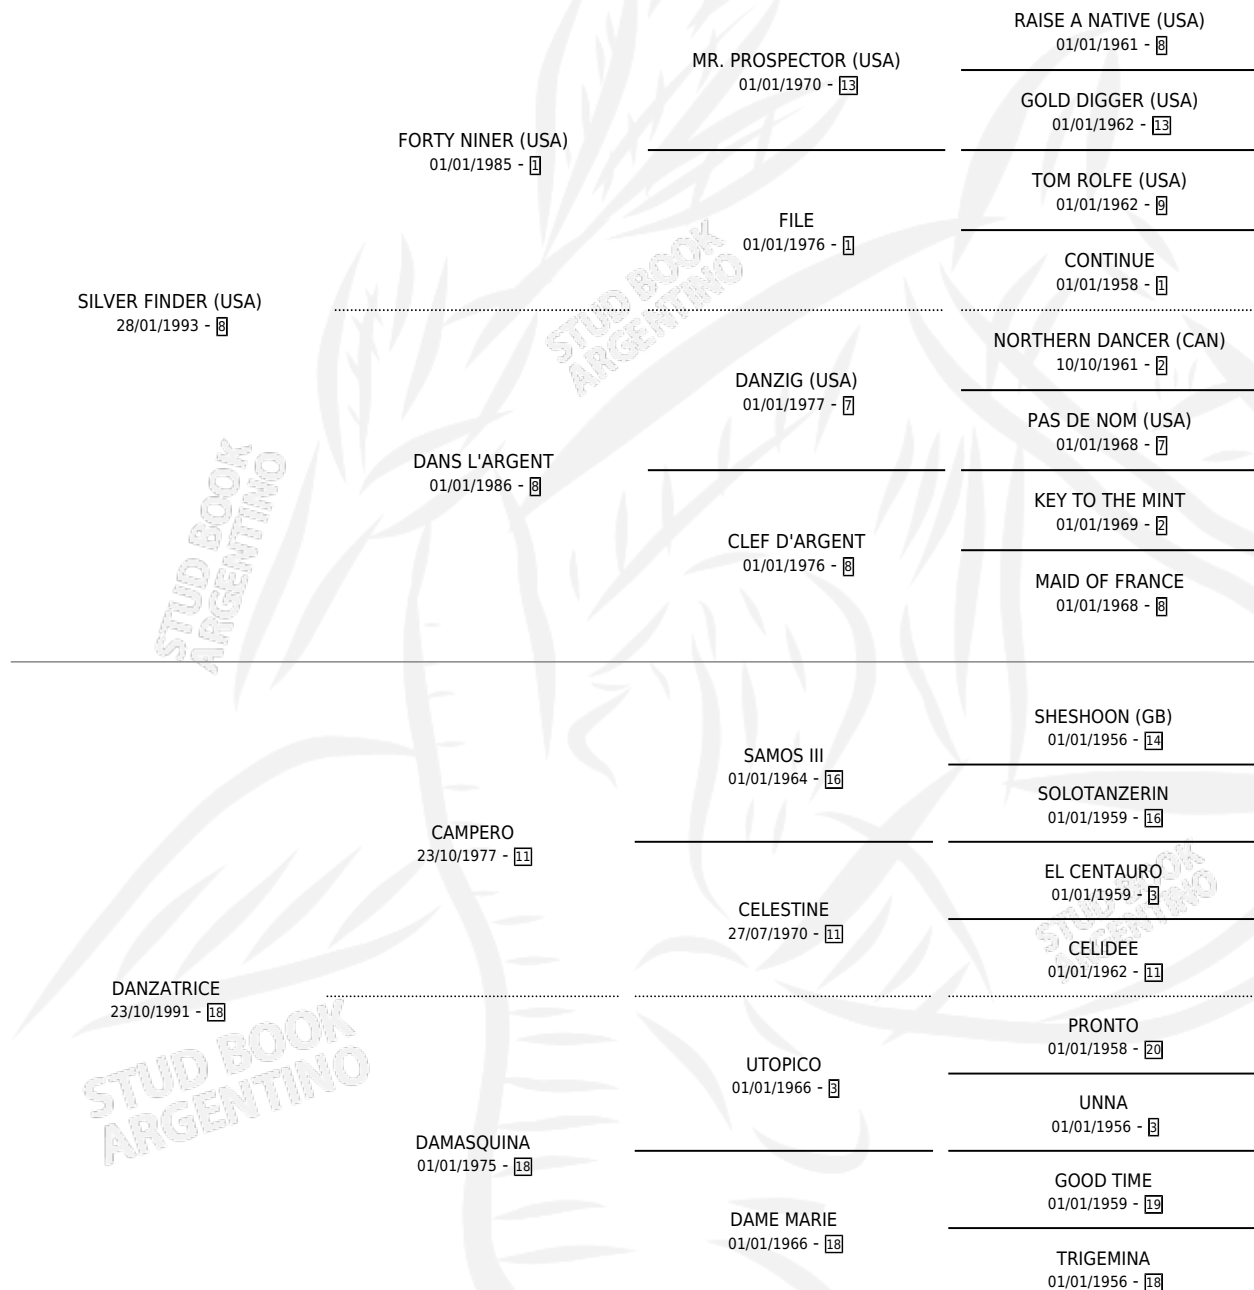 RAISE A NATIVE (USA)
01/01/1961 - 8
MR. PROSPECTOR (USA)
01/01/1970 - 13
GOLD DIGGER (USA)
01/01/1962 - 13
FORTY NINER (USA)
01/01/1985 - 1
TOM ROLFE (USA)
01/01/1962 - 9
FILE
01/01/1976 - 1
CONTINUE
01/01/1958 - 1
SILVER FINDER (USA)
28/01/1993 - 8
NORTHERN DANCER (CAN)
10/10/1961 - 2
DANZIG (USA)
01/01/1977 - 7
PAS DE NOM (USA)
01/01/1968 - 7
DANS L'ARGENT
01/01/1986 - 8
KEY TO THE MINT
01/01/1969 - 2
CLEF D'ARGENT
01/01/1976 - 8
MAID OF FRANCE
01/01/1968 - 8
SHESHOON (GB)
01/01/1956 - 14
SAMOS III
01/01/1964 - 16
SOLOTANZERIN
01/01/1959 - 16
CAMPERO
23/10/1977 - 11
EL CENTAURO
01/01/1959 - 3
CELESTINE
27/07/1970 - 11
CELIDEE
01/01/1962 - 11
DANZATRICE
23/10/1991 - 18
PRONTO
01/01/1958 - 20
UTOPICO
01/01/1966 - 3
UNNA
01/01/1956 - 3
DAMASQUINA
01/01/1975 - 18
GOOD TIME
01/01/1959 - 19
DAME MARIE
01/01/1966 - 18
TRIGEMINA
01/01/1956 - 18
STUD BOOK
ARGENTINO
STUD BOOK
ARGENTINO
STUD BOOK
ARGENTINO
STUD BOOK
ARGENTINO